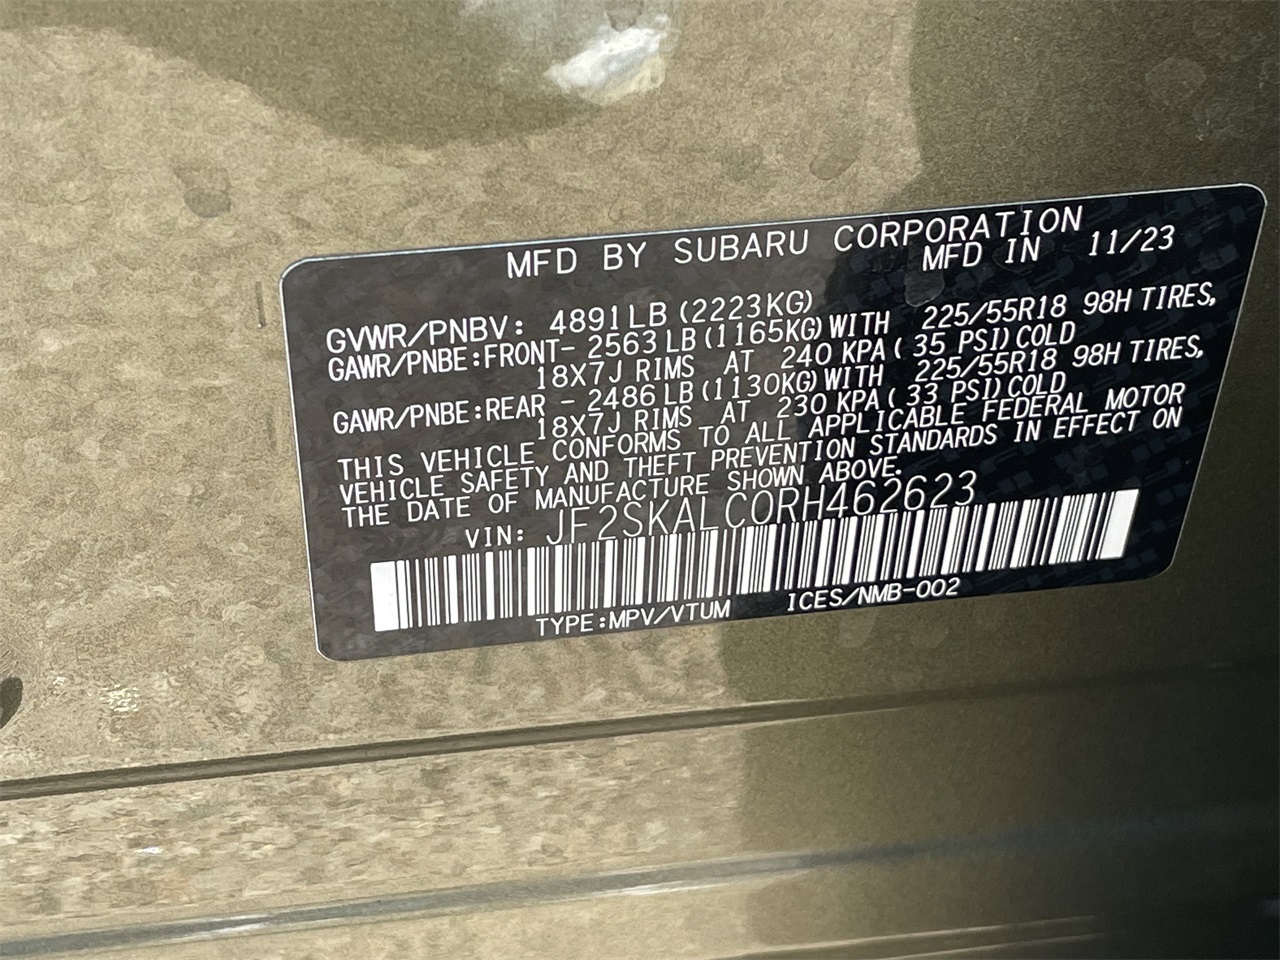 MFD BY SUBARU CORPORATION
MFD IN 11/23
GVWR/PNBV: 4891LB (2223KG)
GAWR/PNBE:FRONT- 2563LB(1165KG)WITH 225/55R18 98H TIRES,
18X7J RIMS AT 240 KPA( 35 PSI)COLD
GAWR/PNBE:REAR - 2486LB(1130KG)WITH 225/55R18 98H TIRES,
18X7J RIMS AT 230 KPA( 33 PSI)COLD
THIS VEHICLE CONFORMS TO ALL APPLICABLE FEDERAL MOTOR
VEHICLE SAFETY AND THEFT PREVENTION STANDARDS IN EFFECT ON
THE DATE OF MANUFACTURE SHOWN ABOVE.
VIN: JF2SKALC0RH462623
TYPE:MPV/VTUM ICES/NMB-002